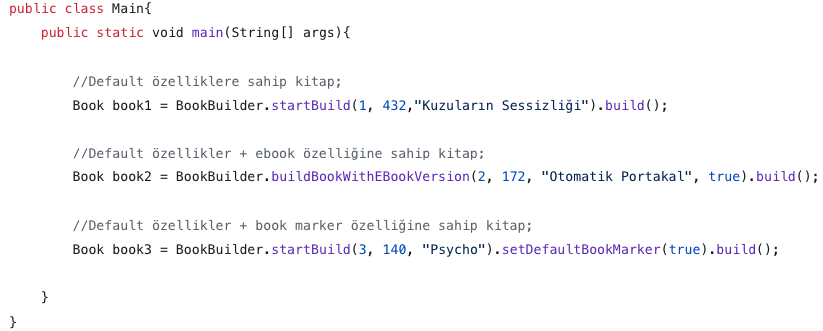 public class Main{
    public static void main(String[] args){

        //Default özelliklere sahip kitap;
        Book book1 = BookBuilder.startBuild(1, 432,"Kuzuların Sessizliği").build();

        //Default özellikler + ebook özelliğine sahip kitap;
        Book book2 = BookBuilder.buildBookWithEBookVersion(2, 172, "Otomatik Portakal", true).build();

        //Default özellikler + book marker özelliğine sahip kitap;
        Book book3 = BookBuilder.startBuild(3, 140, "Psycho").setDefaultBookMarker(true).build();

    }
}